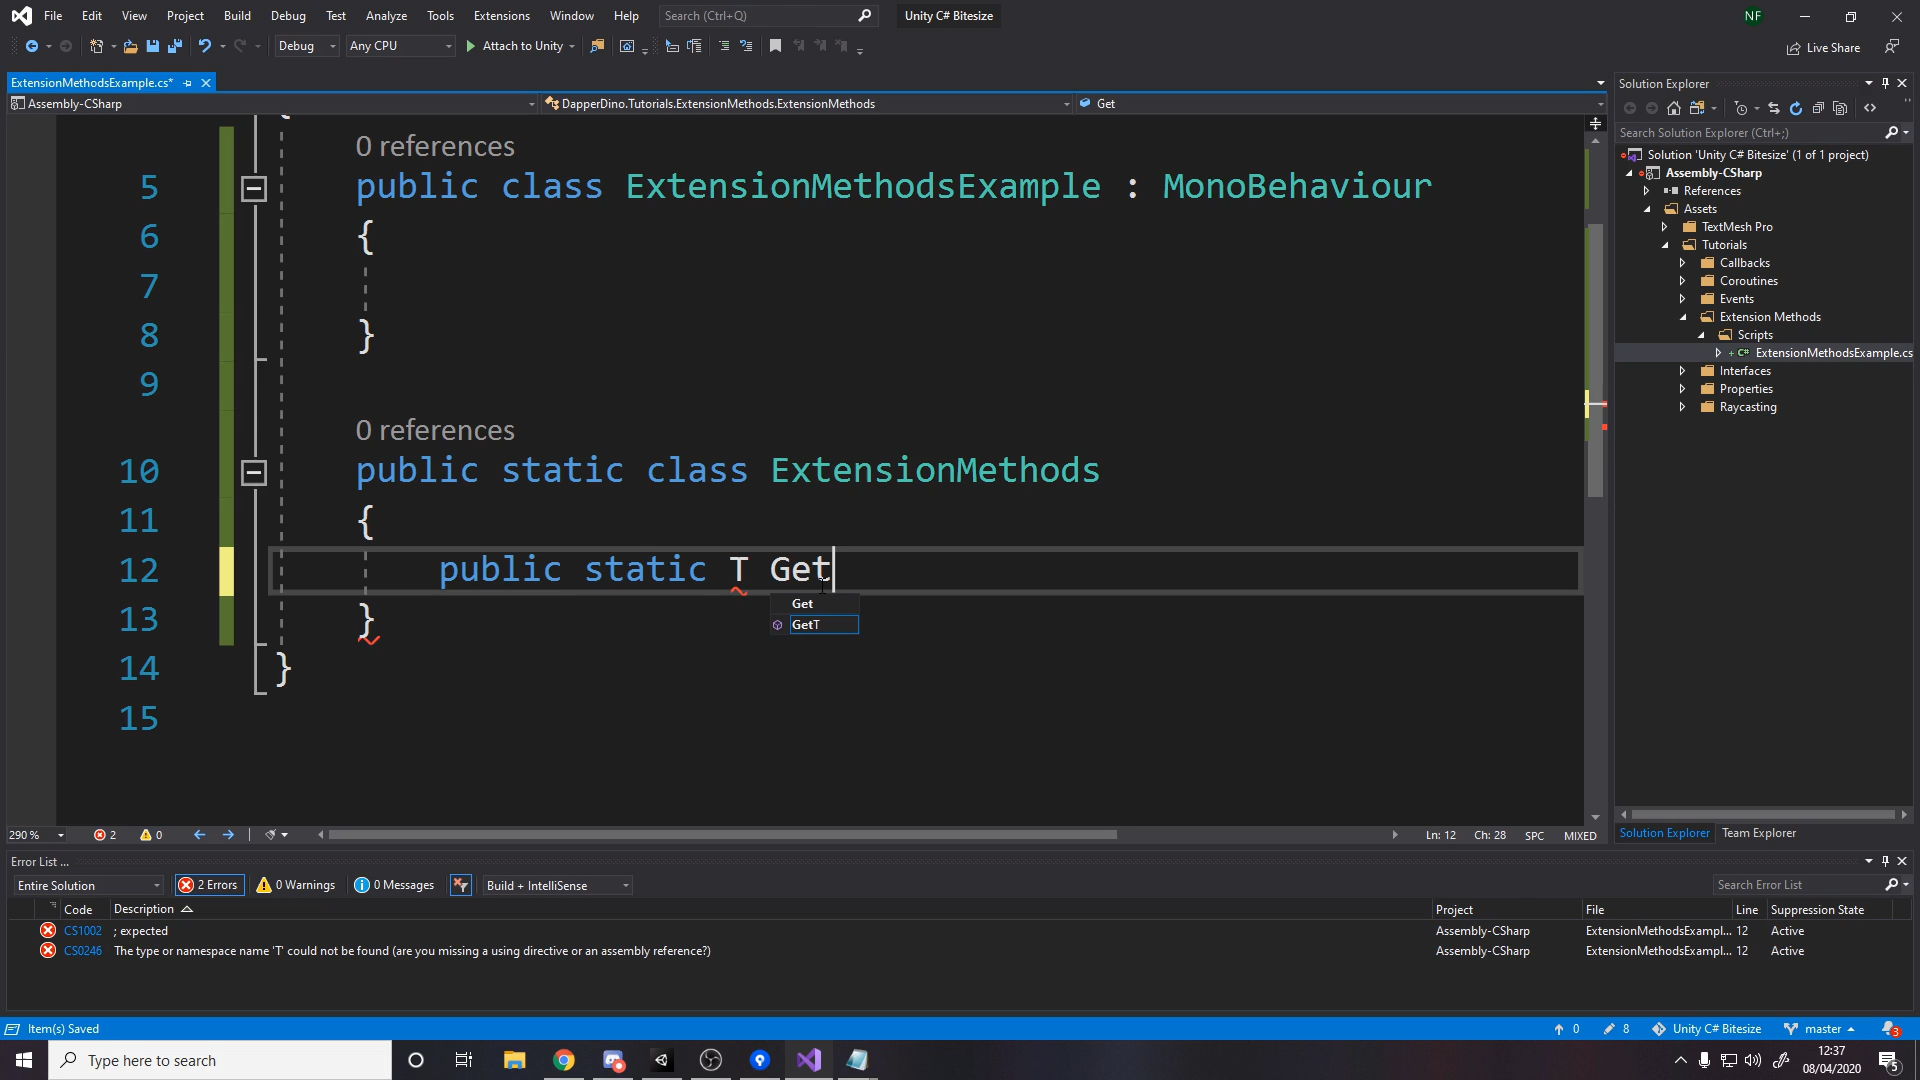 File Edit View Project Build Debug Test Analyze Tools Extensions Window Help Search (Ctrl+Q) Unity C# Bitesize NF
Debug Any CPU Attach to Unity Live Share
ExtensionMethodsExample.cs*
Assembly-CSharp DapperDino.Tutorials.ExtensionMethods.ExtensionMethods Get
0 references
5 public class ExtensionMethodsExample : MonoBehaviour
6 {
7
8 }
9
0 references
10 public static class ExtensionMethods
11 {
12 public static T Get
Get
GetT
13 }
14 }
15
290 % 2 0 Ln: 12 Ch: 28 SPC MIXED
Solution Explorer
Search Solution Explorer (Ctrl+;)
Solution 'Unity C# Bitesize' (1 of 1 project)
Assembly-CSharp
References
Assets
TextMesh Pro
Tutorials
Callbacks
Coroutines
Events
Extension Methods
Scripts
C# ExtensionMethodsExample.cs
Interfaces
Properties
Raycasting
Solution Explorer Team Explorer
Error List ...
Entire Solution 2 Errors 0 Warnings 0 Messages Build + IntelliSense Search Error List
Code Description Project File Line Suppression State
CS1002 ; expected Assembly-CSharp ExtensionMethodsExampl... 12 Active
CS0246 The type or namespace name 'T' could not be found (are you missing a using directive or an assembly reference?) Assembly-CSharp ExtensionMethodsExampl... 12 Active
Item(s) Saved 0 8 Unity C# Bitesize master 3
Type here to search 12:37
08/04/2020 5